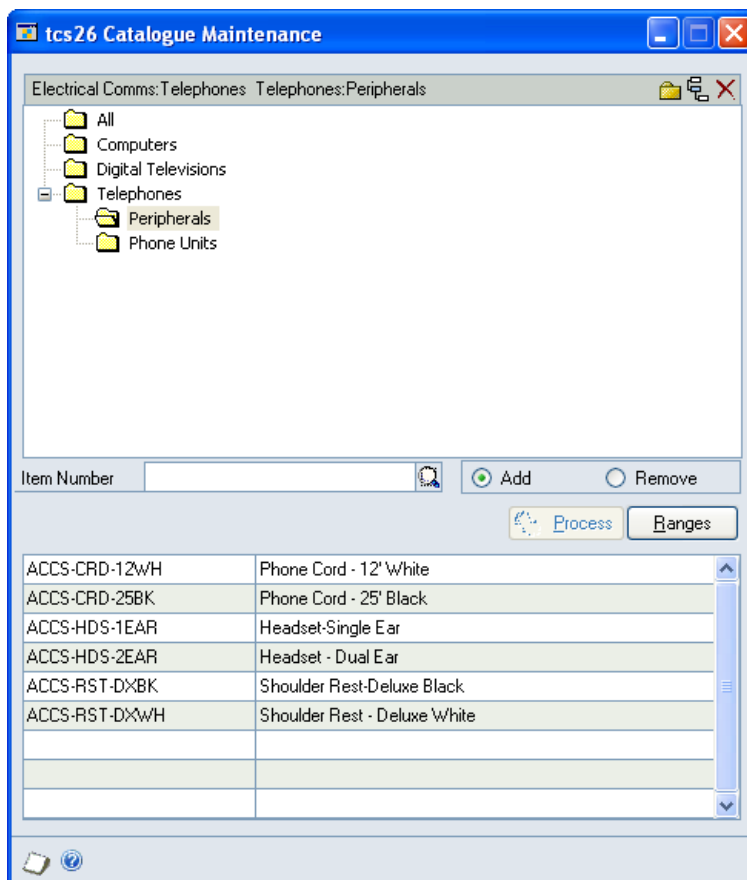 tcs26 Catalogue Maintenance
Electrical Comms:Telephones Telephones:Peripherals
All
Computers
Digital Televisions
Telephones
Peripherals
Phone Units
Item Number
Add
Remove
Process
Ranges
ACCS-CRD-12WH Phone Cord - 12' White
ACCS-CRD-25BK Phone Cord - 25' Black
ACCS-HDS-1EAR Headset-Single Ear
ACCS-HDS-2EAR Headset - Dual Ear
ACCS-RST-DXBK Shoulder Rest-Deluxe Black
ACCS-RST-DXWH Shoulder Rest - Deluxe White